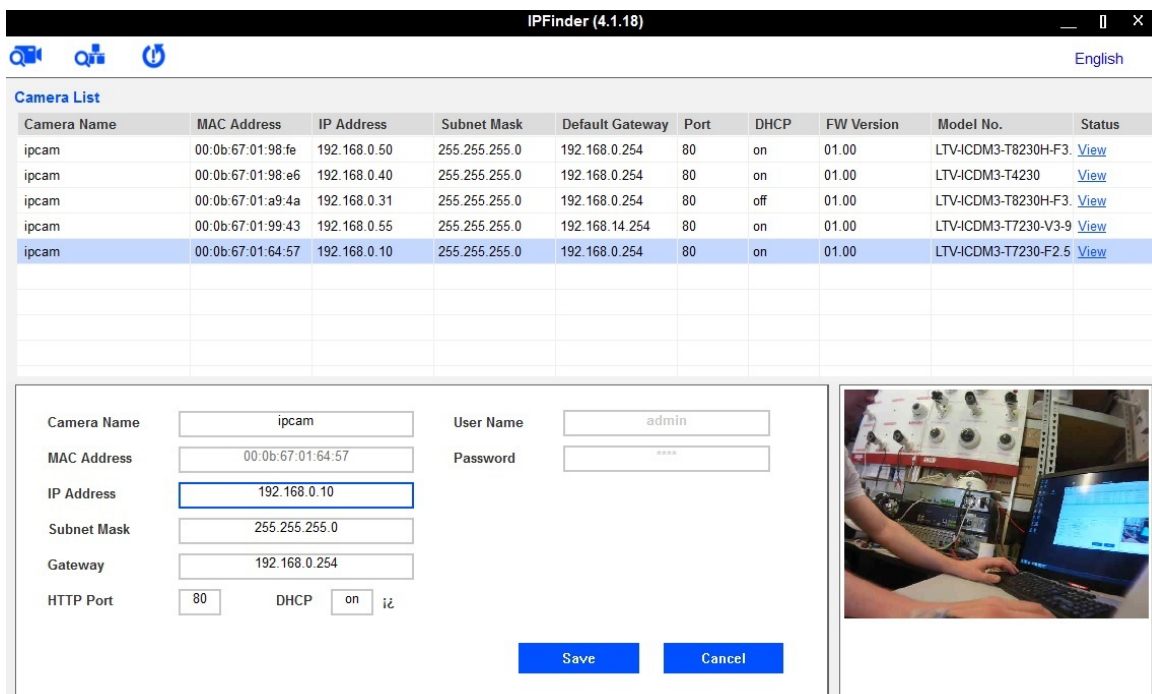 IPFinder (4.1.18)
English
Camera List
Camera Name MAC Address IP Address Subnet Mask Default Gateway Port DHCP FW Version Model No. Status
ipcam 00:0b:67:01:98:fe 192.168.0.50 255.255.255.0 192.168.0.254 80 on 01.00 LTV-ICDM3-T8230H-F3. View
ipcam 00:0b:67:01:98:e6 192.168.0.40 255.255.255.0 192.168.0.254 80 on 01.00 LTV-ICDM3-T4230 View
ipcam 00:0b:67:01:a9:4a 192.168.0.31 255.255.255.0 192.168.0.254 80 off 01.00 LTV-ICDM3-T8230H-F3. View
ipcam 00:0b:67:01:99:43 192.168.0.55 255.255.255.0 192.168.14.254 80 on 01.00 LTV-ICDM3-T7230-V3-9 View
ipcam 00:0b:67:01:64:57 192.168.0.10 255.255.255.0 192.168.0.254 80 on 01.00 LTV-ICDM3-T7230-F2.5 View
Camera Name ipcam User Name admin
MAC Address 00:0b:67:01:64:57 Password ****
IP Address 192.168.0.10
Subnet Mask 255.255.255.0
Gateway 192.168.0.254
HTTP Port 80 DHCP on ¡¿
Save Cancel